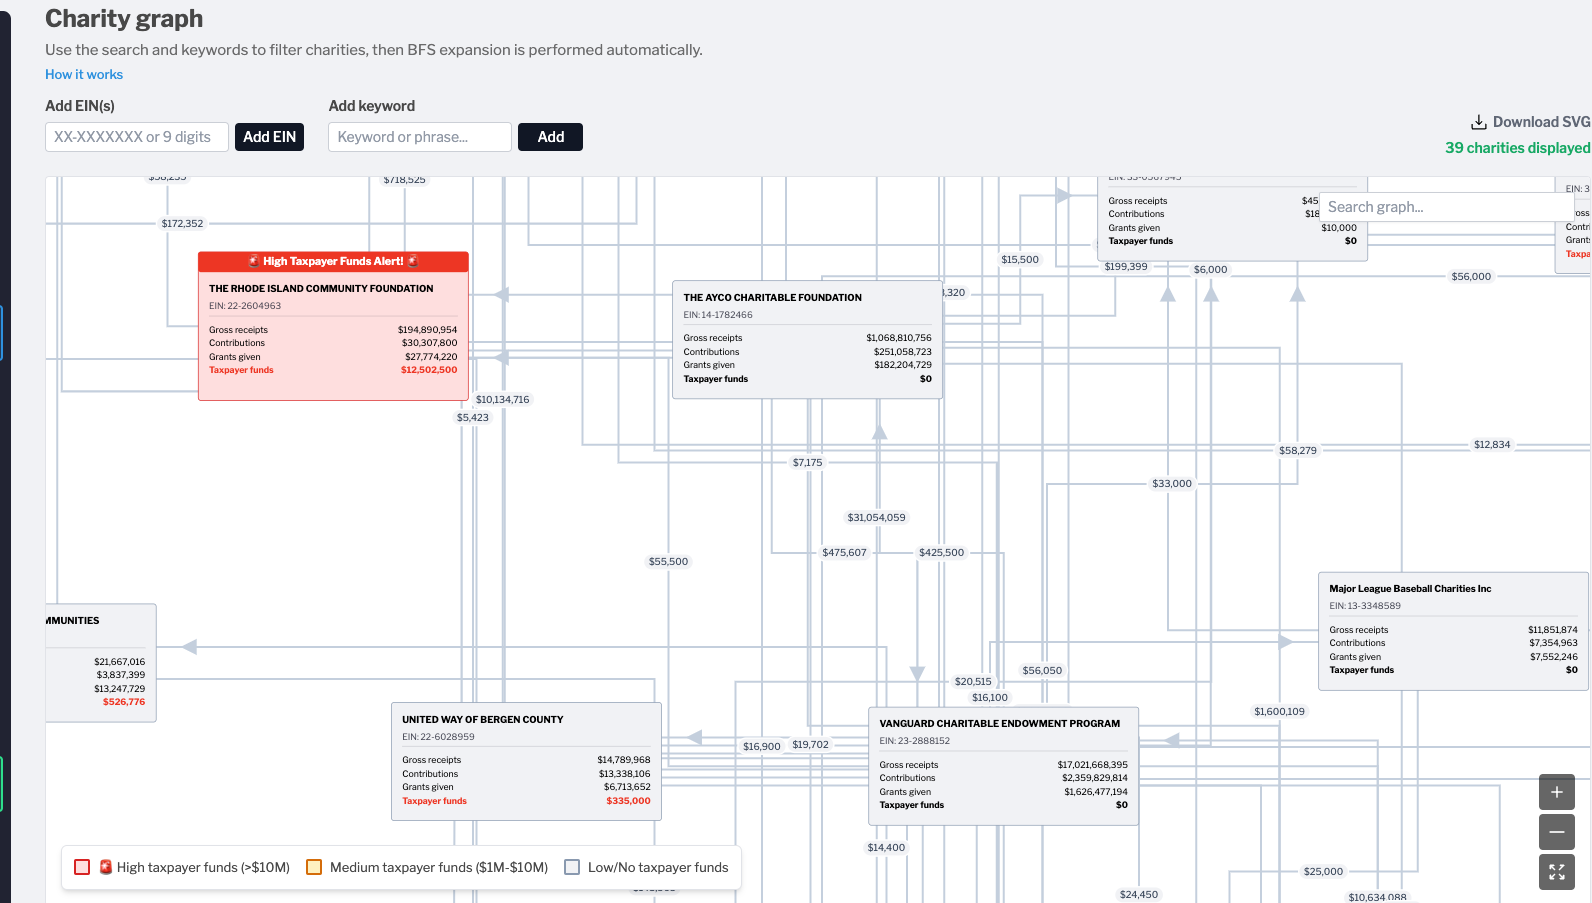 Charity graph
Use the search and keywords to filter charities, then BFS expansion is performed automatically.
How it works
Add EIN(s)
Add keyword
XX-XXXXXXX or 9 digits
Add EIN
Keyword or phrase...
Add
Download SVG
39 charities displayed
$718,525
$172,352
🚨 High Taxpayer Funds Alert! 🚨
THE RHODE ISLAND COMMUNITY FOUNDATION
EIN: 22-2604963
Gross receipts $194,890,954
Contributions $30,307,800
Grants given $27,774,220
Taxpayer funds $12,502,500
THE AYCO CHARITABLE FOUNDATION
EIN: 14-1782466
Gross receipts $1,068,810,756
Contributions $251,058,723
Grants given $182,204,729
Taxpayer funds $0
Gross receipts $45
Contributions $18
Grants given $10,000
Taxpayer funds $0
Search graph...
EIN: 3
Taxpa
$15,500
$199,399
$6,000
$56,000
,320
$10,134,716
$5,423
$7,175
$58,279
$12,834
$33,000
$31,054,059
$475,607
$425,500
$55,500
MMUNITIES
$21,667,016
$3,837,399
$13,247,729
$526,776
Major League Baseball Charities Inc
EIN: 13-3348589
Gross receipts $11,851,874
Contributions $7,354,963
Grants given $7,552,246
Taxpayer funds $0
$56,050
$20,515
$16,100
$1,600,109
UNITED WAY OF BERGEN COUNTY
EIN: 22-6028959
Gross receipts $14,789,968
Contributions $13,338,106
Grants given $6,713,652
Taxpayer funds $335,000
$16,900
$19,702
VANGUARD CHARITABLE ENDOWMENT PROGRAM
EIN: 23-2888152
Gross receipts $17,021,668,395
Contributions $2,359,829,814
Grants given $1,626,477,194
Taxpayer funds $0
$14,400
🚨 High taxpayer funds (>$10M)
Medium taxpayer funds ($1M-$10M)
Low/No taxpayer funds
$25,000
$24,450
$10,634,088